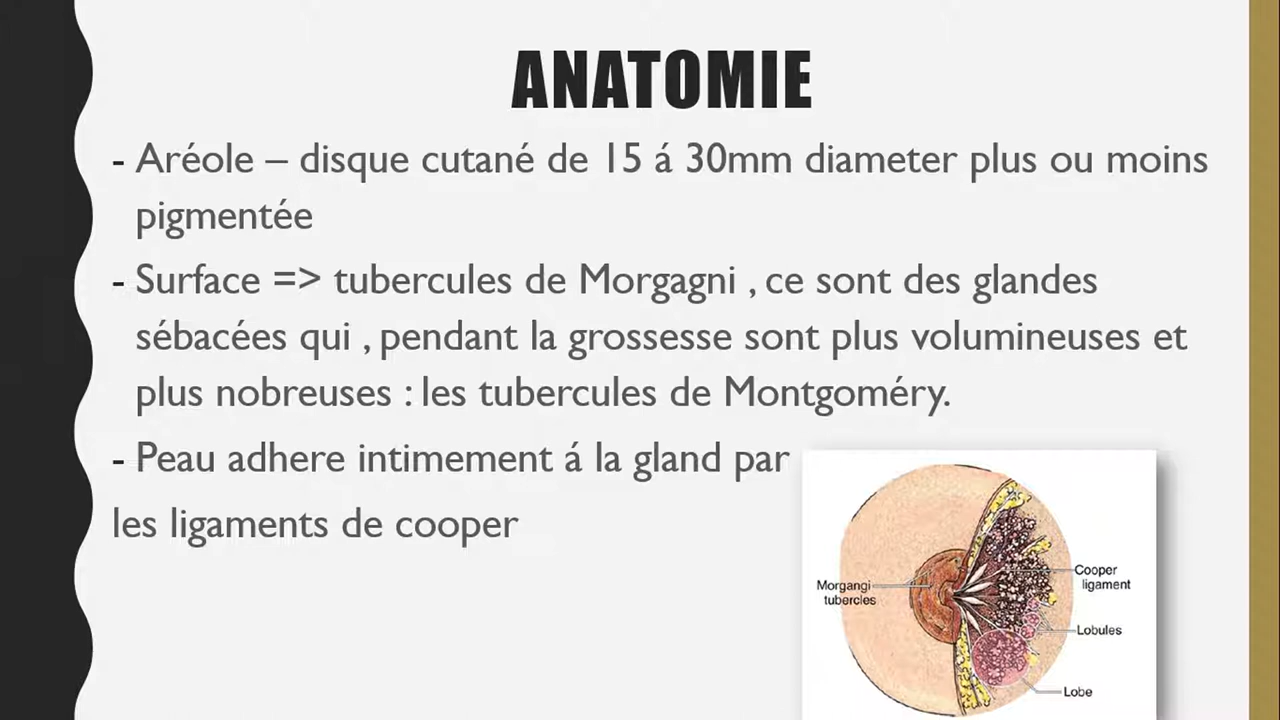 ANATOMIE
- Aréole – disque cutané de 15 á 30mm diameter plus ou moins
pigmentée
- Surface => tubercules de Morgagni , ce sont des glandes
sébacées qui , pendant la grossesse sont plus volumineuses et
plus nobreuses : les tubercules de Montgoméry.
- Peau adhere intimement á la gland par
les ligaments de cooper
Morgangi
tubercles
Cooper
ligament
Lobules
Lobe